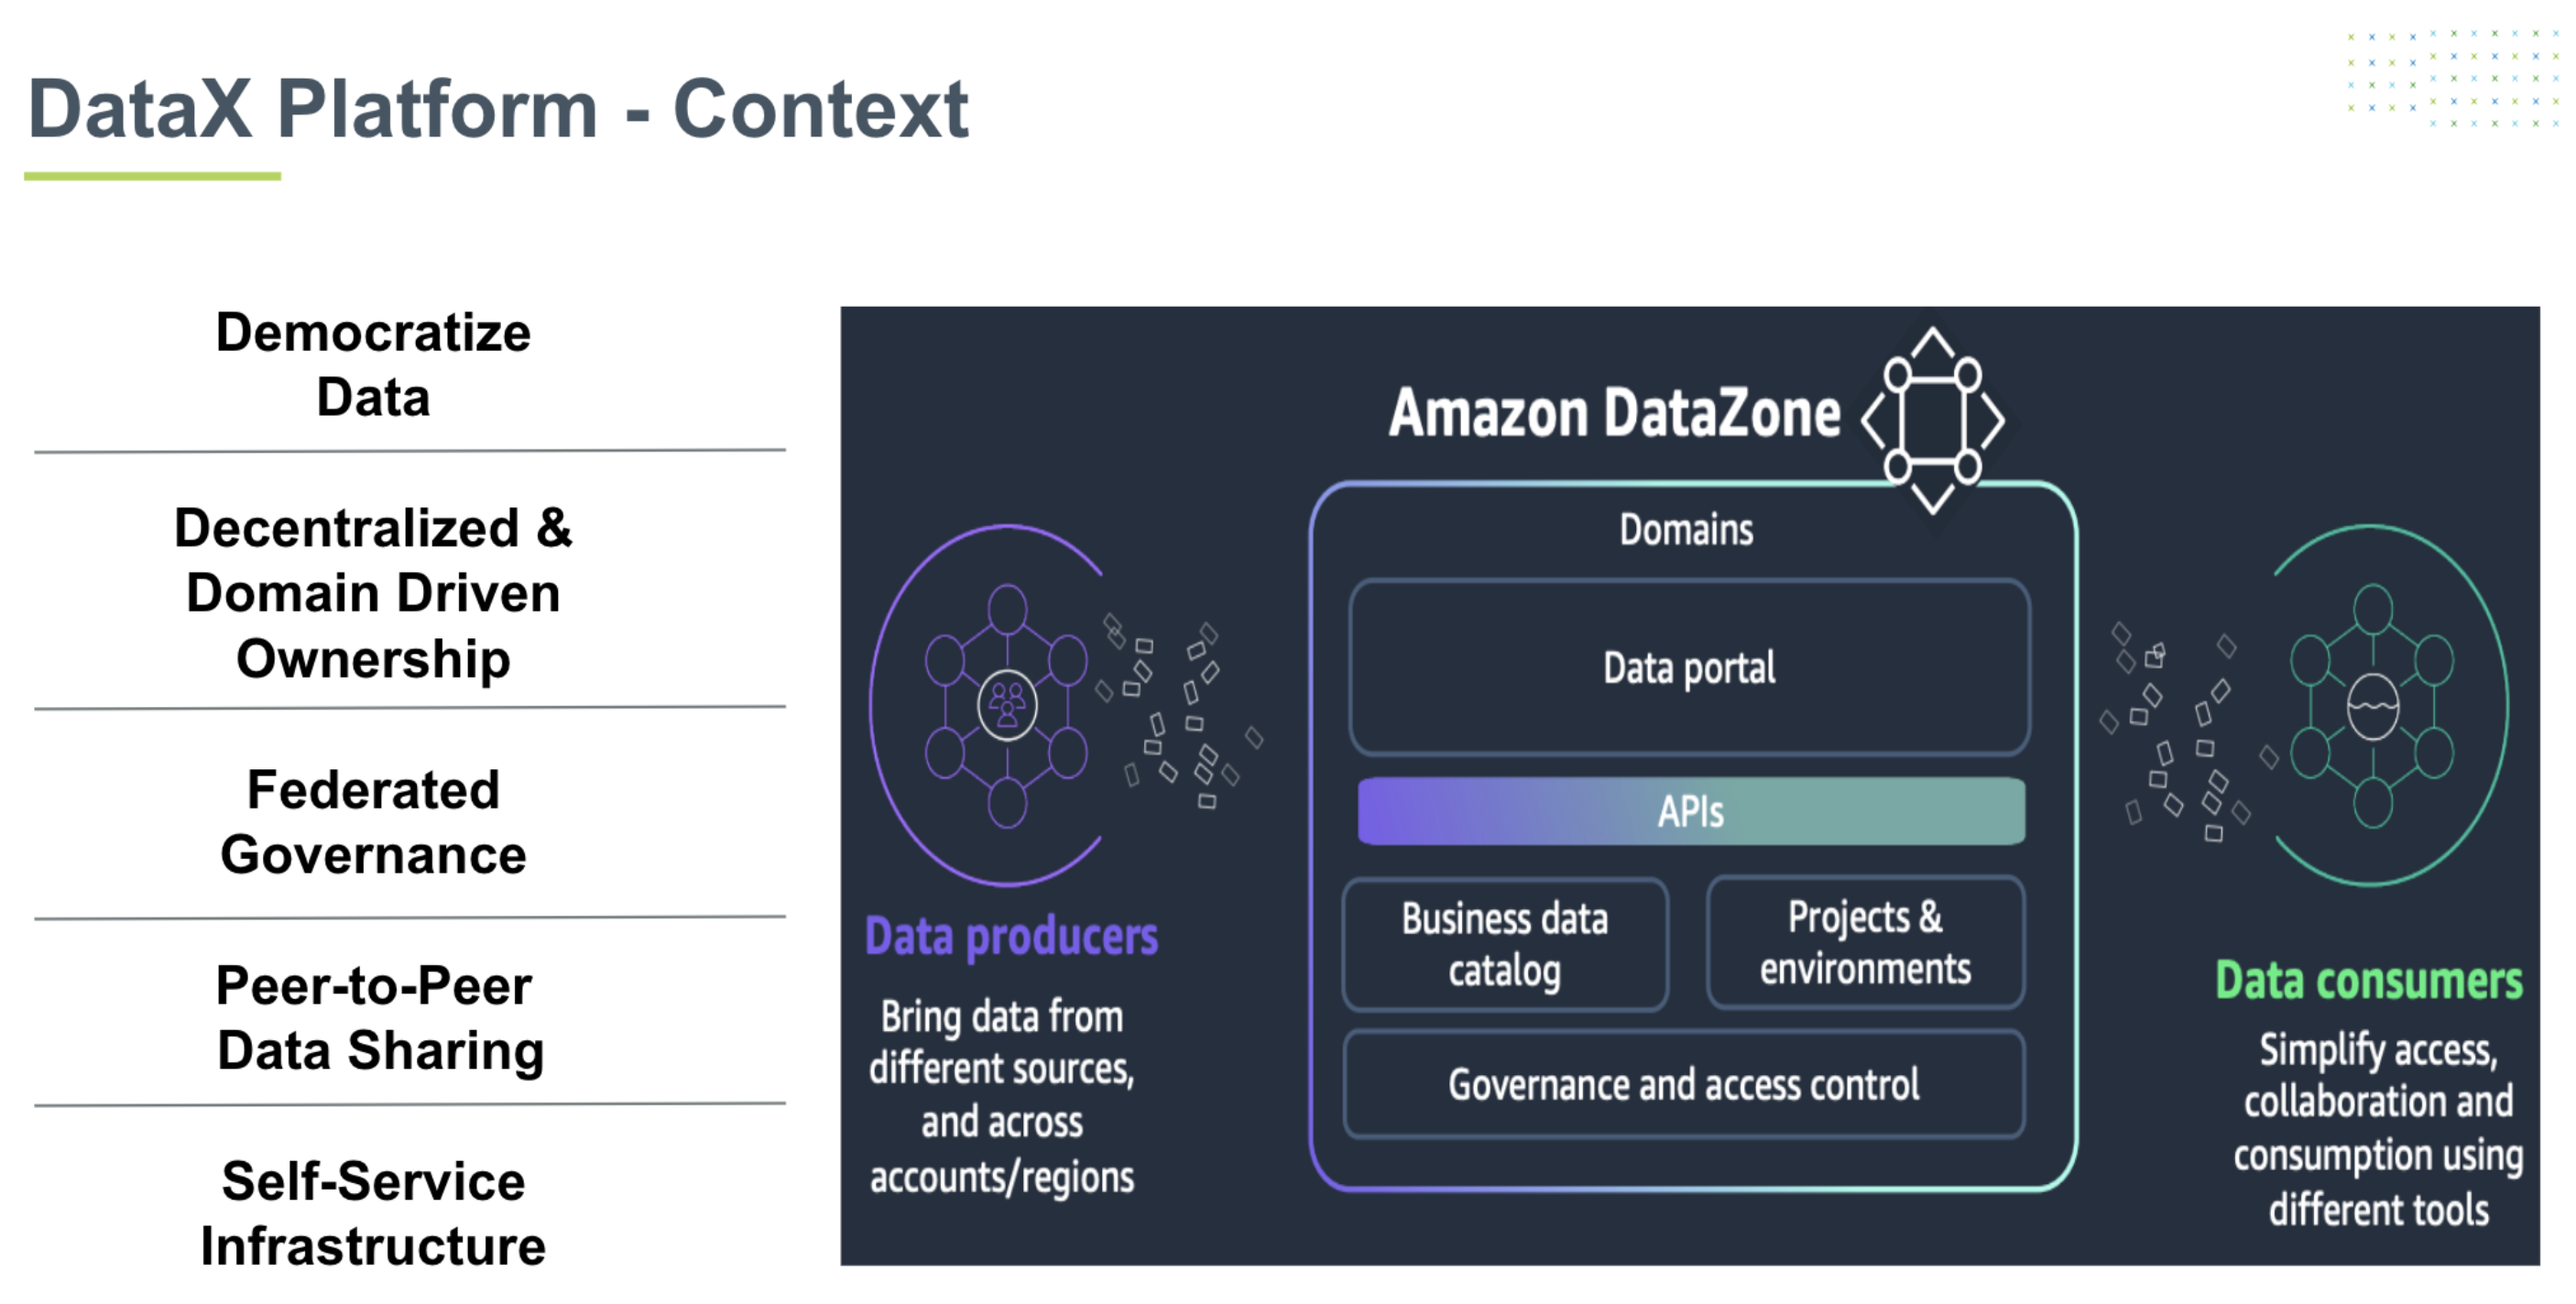 DataX Platform - Context
Democratize
Data
Decentralized &
Domain Driven
Ownership
Federated
Governance
Peer-to-Peer
Data Sharing
Self-Service
Infrastructure
Amazon DataZone
Domains
Data portal
APIs
Business data
catalog
Projects &
environments
Governance and access control
Data producers
Bring data from
different sources,
and across
accounts/regions
Data consumers
Simplify access,
collaboration and
consumption using
different tools